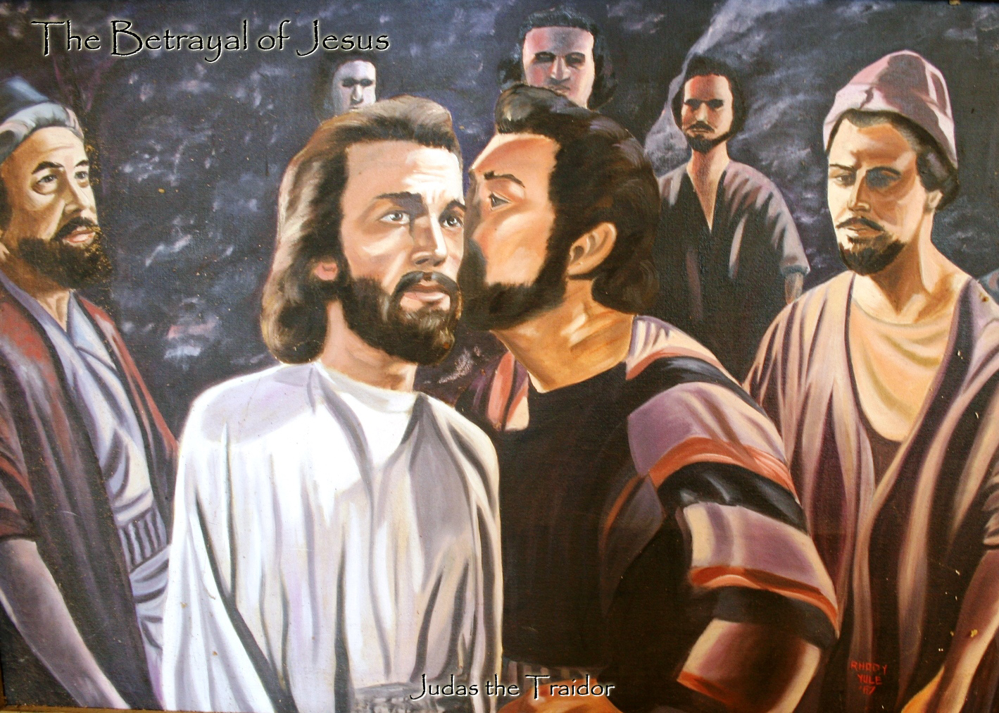 The Betrayal of Jesus
Judas the Traidor
RHODY
YULE
'87